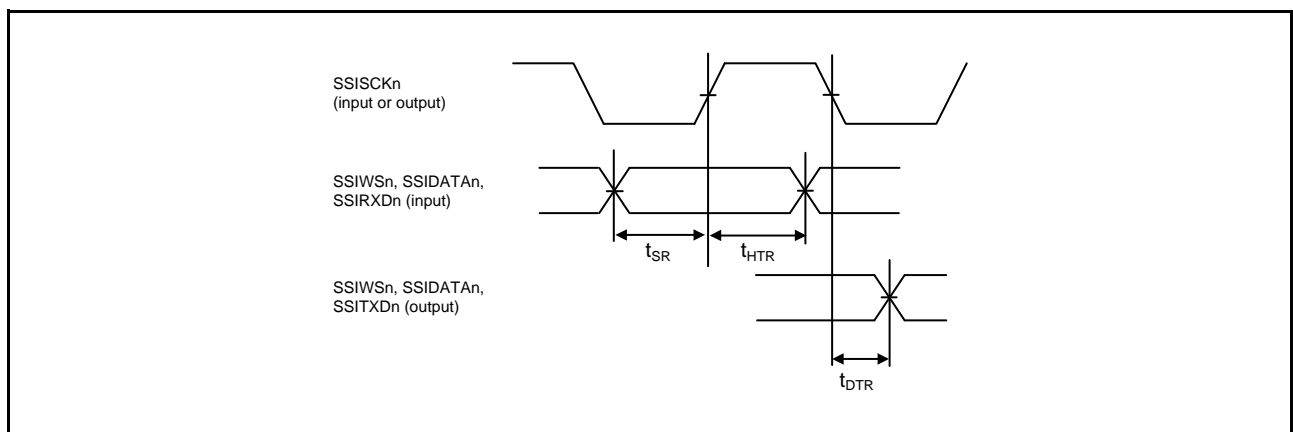 SSISCKn
(input or output)
SSIWSn, SSIDATAn,
SSIRXDn (input)
tSR
tHTR
SSIWSn, SSIDATAn,
SSITXDn (output)
tDTR